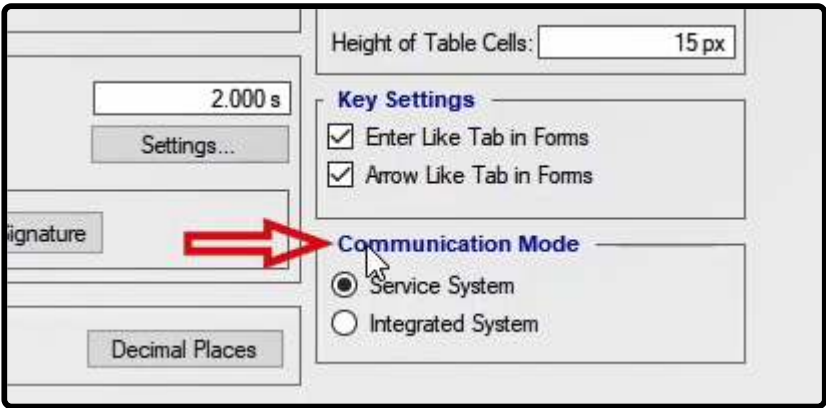 Height of Table Cells: 15 px
2.000 s
Settings...
Key Settings
Enter Like Tab in Forms
Arrow Like Tab in Forms
ignature
Communication Mode
Service System
Integrated System
Decimal Places